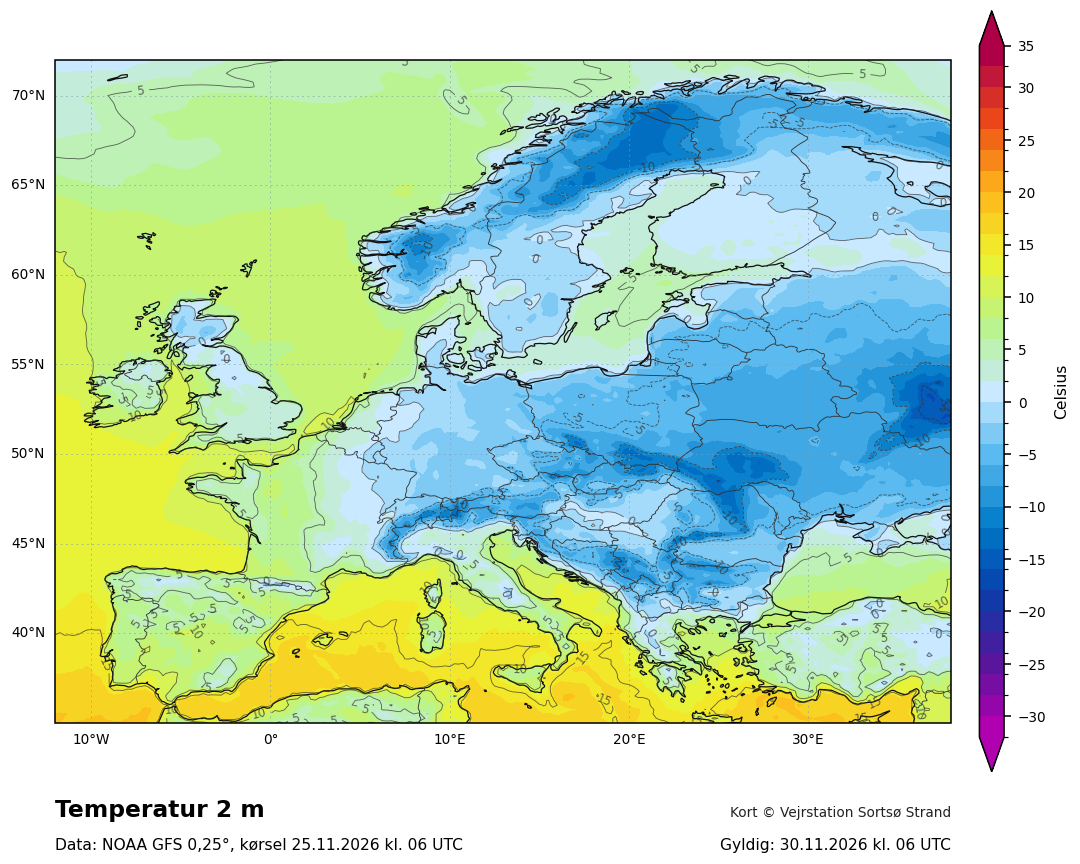 70°N
65°N
60°N
55°N
50°N
45°N
40°N
10°W
0°
10°E
20°E
30°E
35
30
25
20
15
10
5
0
−5
−10
−15
−20
−25
−30
Celsius
Temperatur 2 m
Kort © Vejrstation Sortsø Strand
Data: NOAA GFS 0,25°, kørsel 25.11.2026 kl. 06 UTC
Gyldig: 30.11.2026 kl. 06 UTC